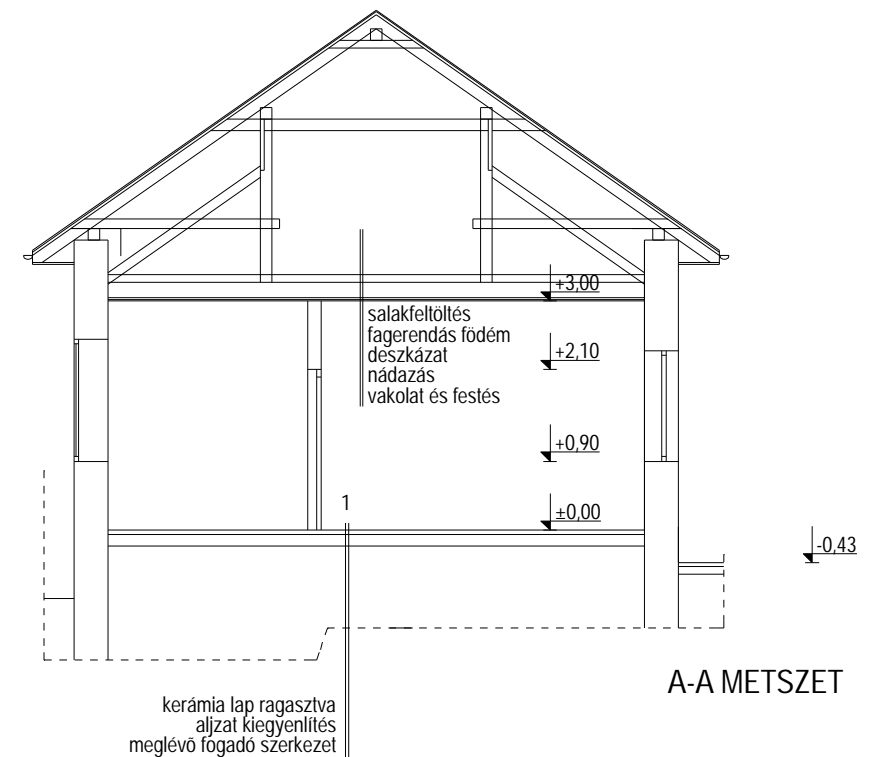 +3,00
salakfeltöltés
fagerendás födém
deszkázat
nádazás
vakolat és festés
+2,10
+0,90
1
±0,00
-0,43
A-A METSZET
kerámia lap ragasztva
aljzat kiegyenlítés
meglévõ fogadó szerkezet